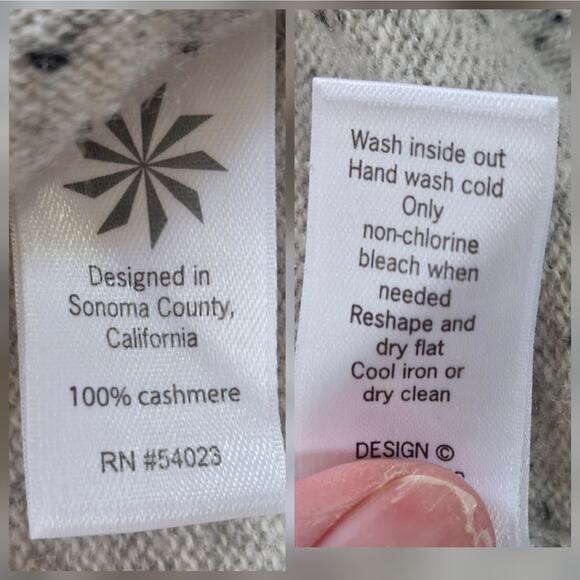 Designed in
Sonoma County,
California
100% cashmere
RN #54023
Wash inside out
Hand wash cold
Only
non-chlorine
bleach when
needed
Reshape and
dry flat
Cool iron or
dry clean
DESIGN ©